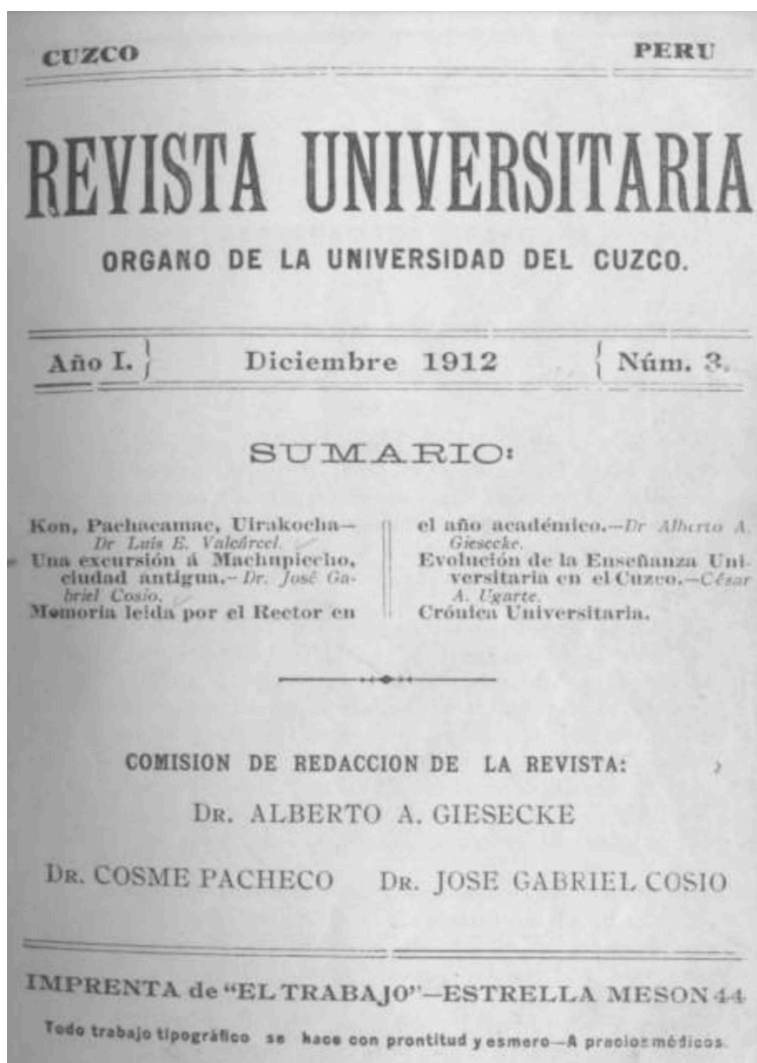 CUZCO PERU
REVISTA UNIVERSITARIA
ORGANO DE LA UNIVERSIDAD DEL CUZCO.
Año I. Diciembre 1912 Núm. 3.
SUMARIO:
Kon, Pachacamac, Uirakocha—
Dr Luis E. Valcárcel.
Una excursión á Machupiccho,
ciudad antigua.—Dr. José Ga-
briel Cosio.
Memoria leida por el Rector en
el año académico.—Dr Alberto A.
Giesecke.
Evolución de la Enseñanza Uni-
versitaria en el Cuzco.—César
A. Ugarte.
Crónica Universitaria.
COMISION DE REDACCION DE LA REVISTA:
DR. ALBERTO A. GIESECKE
DR. COSME PACHECO DR. JOSE GABRIEL COSIO
IMPRENTA de "EL TRABAJO"—ESTRELLA MESON 44
Todo trabajo tipográfico se hace con prontitud y esmero—A precios módicos.